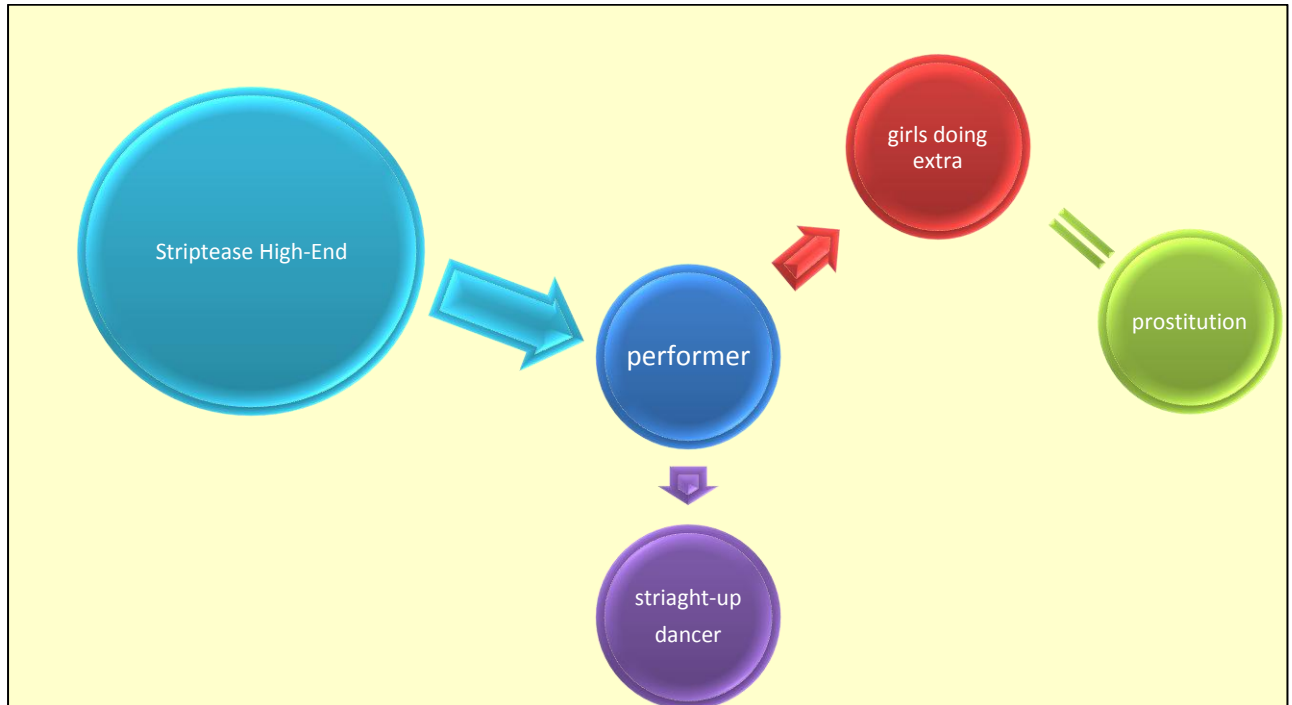 Striptease High-End
performer
girls doing
extra
prostitution
striaght-up
dancer